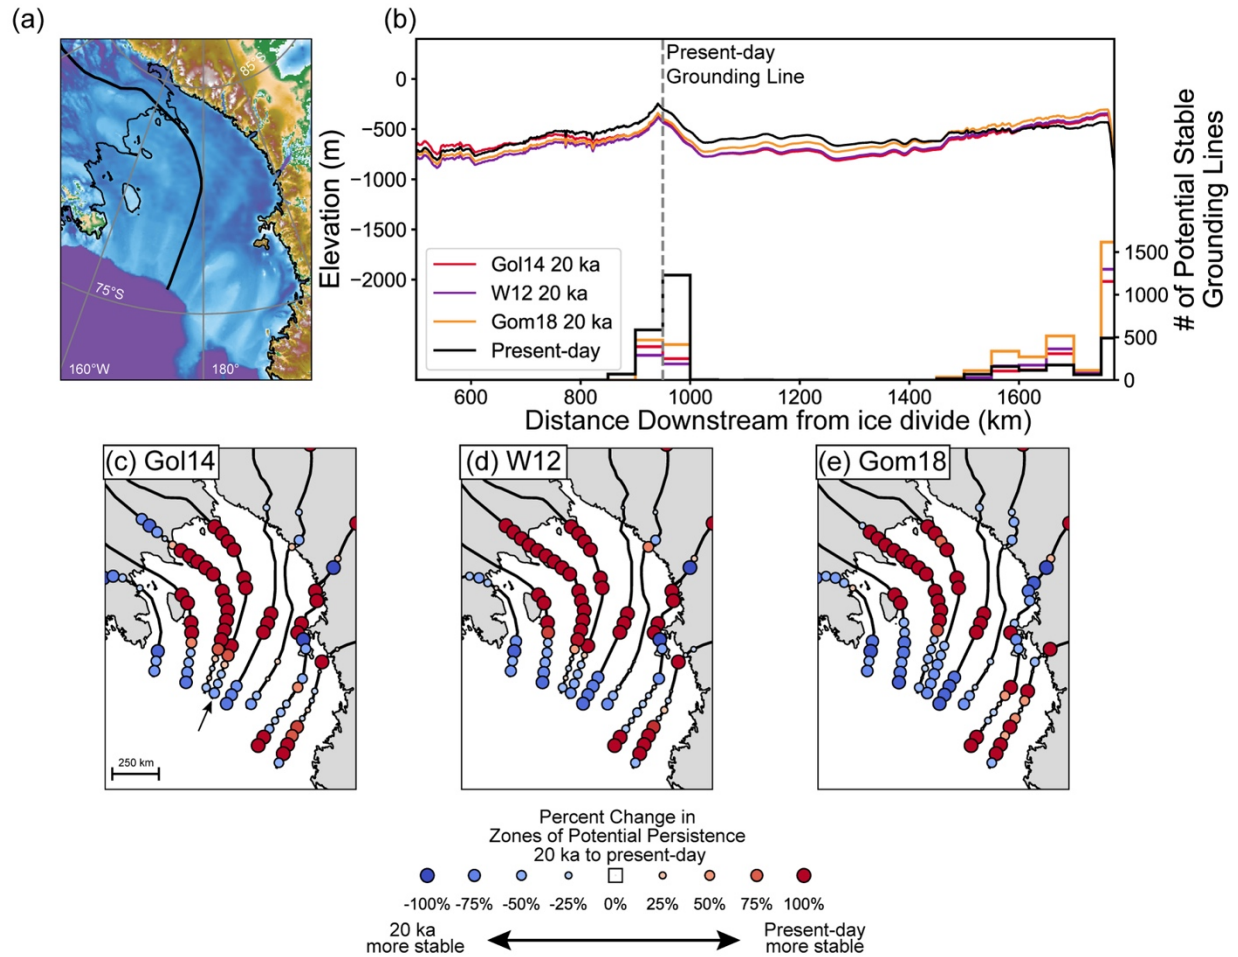 (a)
85°S
75°S
160°W
180°
(b)
Present-day
Grounding Line
0
−500
−1000
−1500
−2000
Elevation (m)
Gol14 20 ka
W12 20 ka
Gom18 20 ka
Present-day
1500
1000
500
0
# of Potential Stable
Grounding Lines
600
800
1000
1200
1400
1600
Distance Downstream from ice divide (km)
(c) Gol14
250 km
(d) W12
(e) Gom18
Percent Change in
Zones of Potential Persistence
20 ka to present-day
-100% -75% -50% -25% 0% 25% 50% 75% 100%
20 ka
more stable
Present-day
more stable